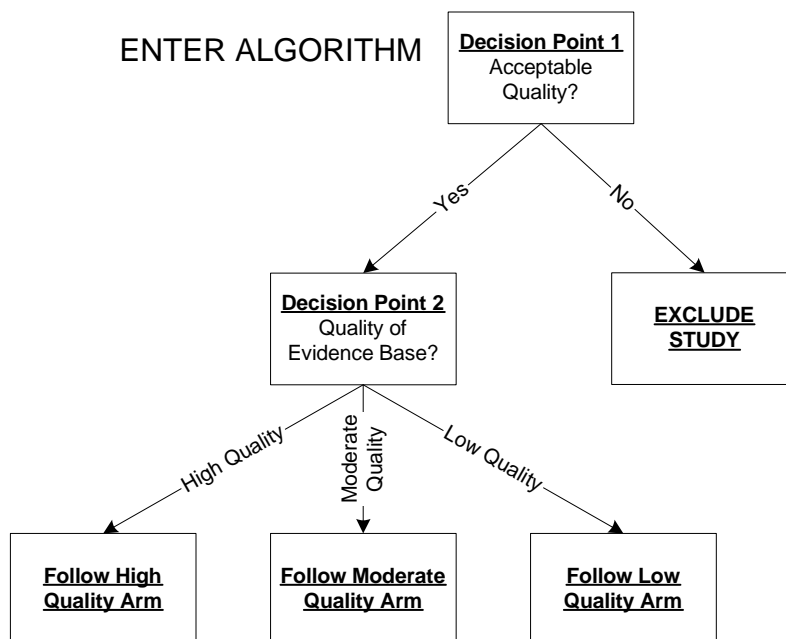 ENTER ALGORITHM
Decision Point 1
Acceptable
Quality?
Yes
No
Decision Point 2
Quality of
Evidence Base?
EXCLUDE
STUDY
High Quality
Moderate
Quality
Low Quality
Follow High
Quality Arm
Follow Moderate
Quality Arm
Follow Low
Quality Arm